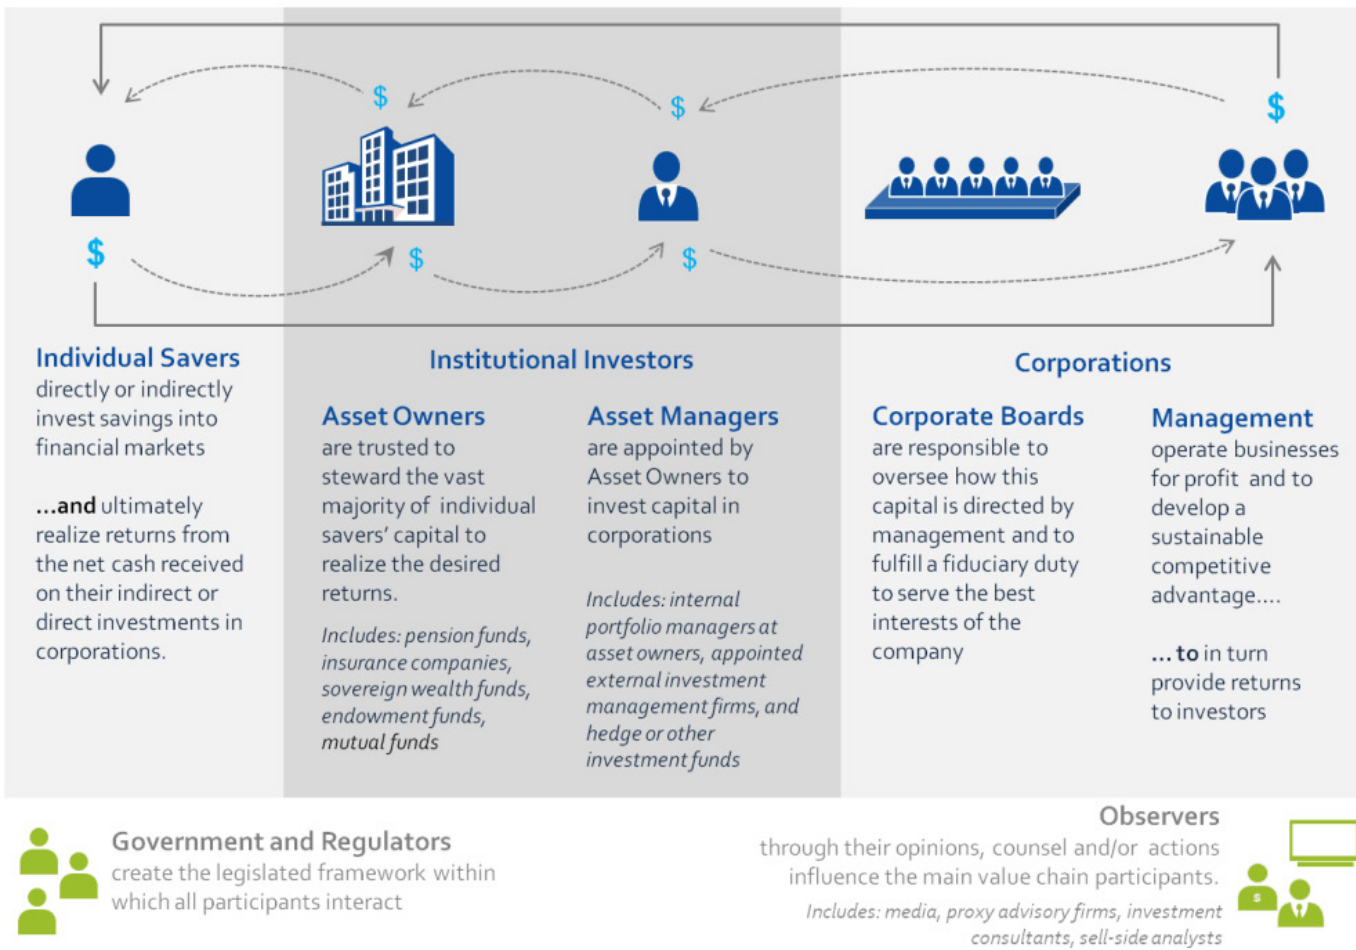 $
$
$
$
$
$
Individual Savers
directly or indirectly
invest savings into
financial markets
...and ultimately
realize returns from
the net cash received
on their indirect or
direct investments in
corporations.
Institutional Investors
Asset Owners
are trusted to
steward the vast
majority of individual
savers' capital to
realize the desired
returns.
Includes: pension funds,
insurance companies,
sovereign wealth funds,
endowment funds,
mutual funds
Asset Managers
are appointed by
Asset Owners to
invest capital in
corporations
Includes: internal
portfolio managers at
asset owners, appointed
external investment
management firms, and
hedge or other
investment funds
Corporations
Corporate Boards
are responsible to
oversee how this
capital is directed by
management and to
fulfill a fiduciary duty
to serve the best
interests of the
company
Management
operate businesses
for profit and to
develop a
sustainable
competitive
advantage....
... to in turn
provide returns
to investors
Government and Regulators
create the legislated framework within
which all participants interact
Observers
through their opinions, counsel and/or actions
influence the main value chain participants.
Includes: media, proxy advisory firms, investment
consultants, sell-side analysts
s